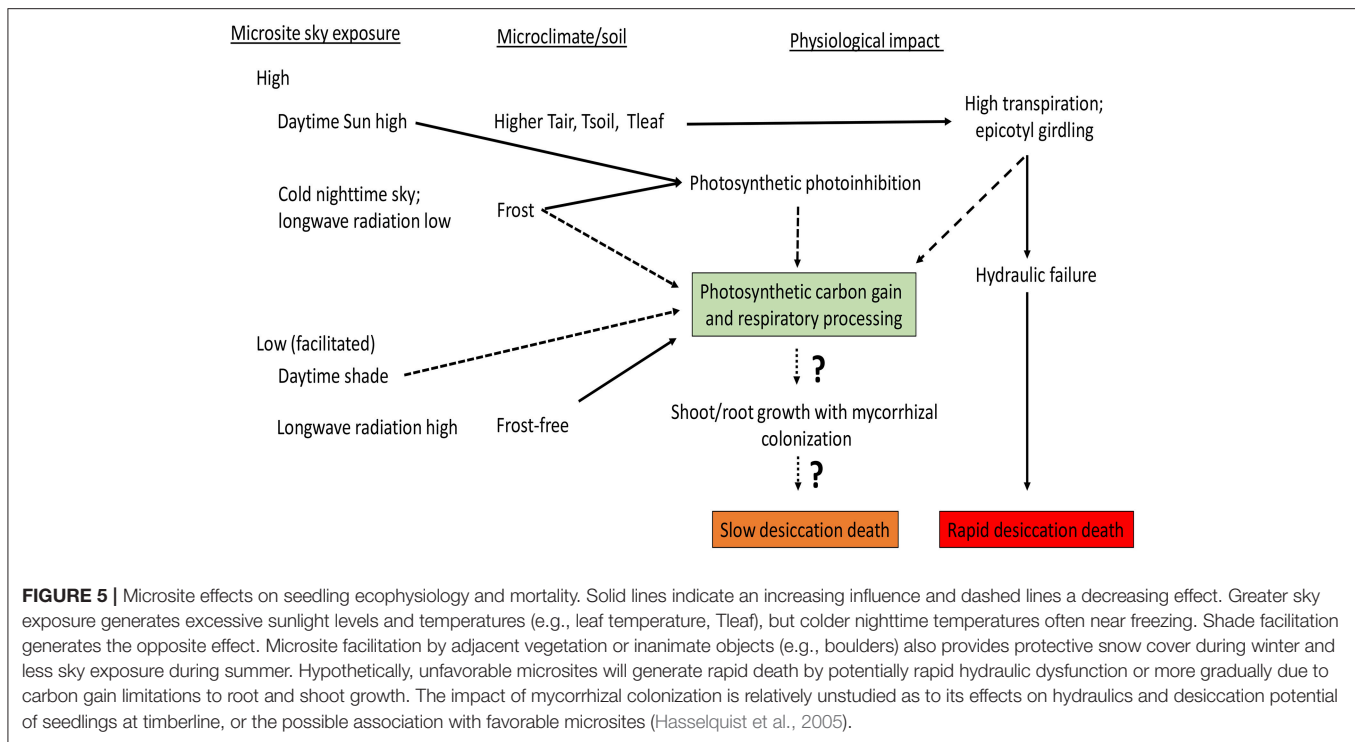 Microsite sky exposure
Microclimate/soil
Physiological impact
High
Daytime Sun high
Higher Tair, Tsoil, Tleaf
High transpiration;
epicotyl girdling
Photosynthetic photoinhibition
Cold nighttime sky;
longwave radiation low
Frost
Hydraulic failure
Photosynthetic carbon gain
and respiratory processing
Low (facilitated)
Daytime shade
?
Shoot/root growth with mycorrhizal
colonization
Longwave radiation high
Frost-free
?
Slow desiccation death
Rapid desiccation death
FIGURE 5 | Microsite effects on seedling ecophysiology and mortality. Solid lines indicate an increasing influence and dashed lines a decreasing effect. Greater sky
exposure generates excessive sunlight levels and temperatures (e.g., leaf temperature, Tleaf), but colder nighttime temperatures often near freezing. Shade facilitation
generates the opposite effect. Microsite facilitation by adjacent vegetation or inanimate objects (e.g., boulders) also provides protective snow cover during winter and
less sky exposure during summer. Hypothetically, unfavorable microsites will generate rapid death by potentially rapid hydraulic dysfunction or more gradually due to
carbon gain limitations to root and shoot growth. The impact of mycorrhizal colonization is relatively unstudied as to its effects on hydraulics and desiccation potential
of seedlings at timberline, or the possible association with favorable microsites (Hasselquist et al., 2005).